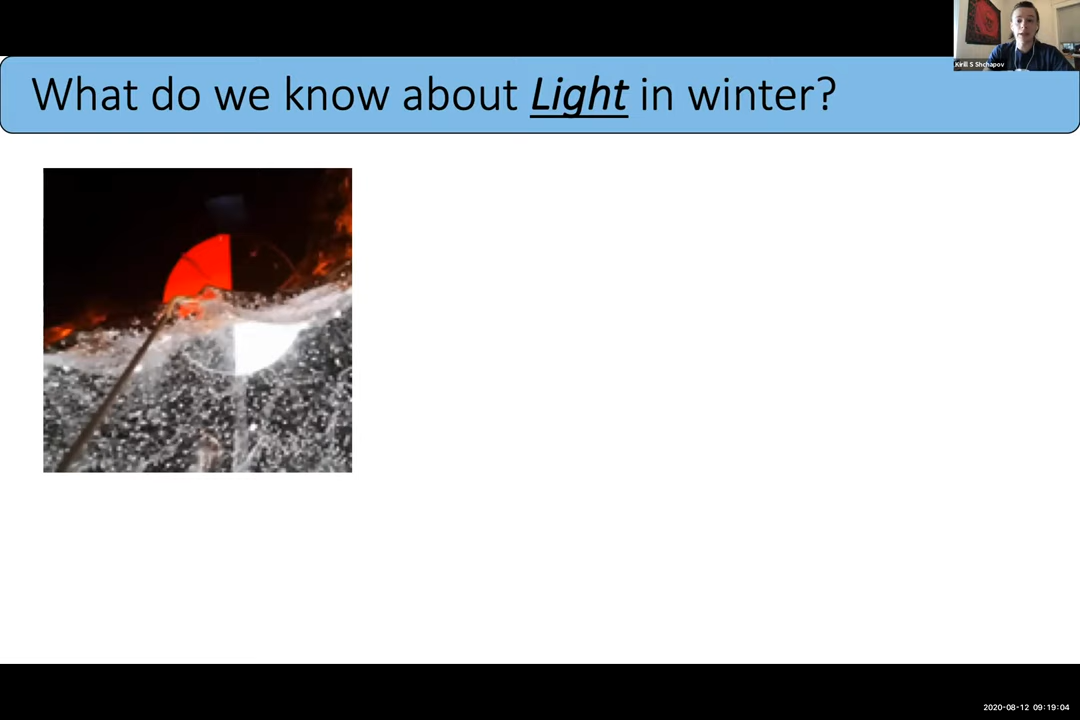 Kirill S Shchapov
What do we know about Light in winter?
2020-08-12 09:19:04